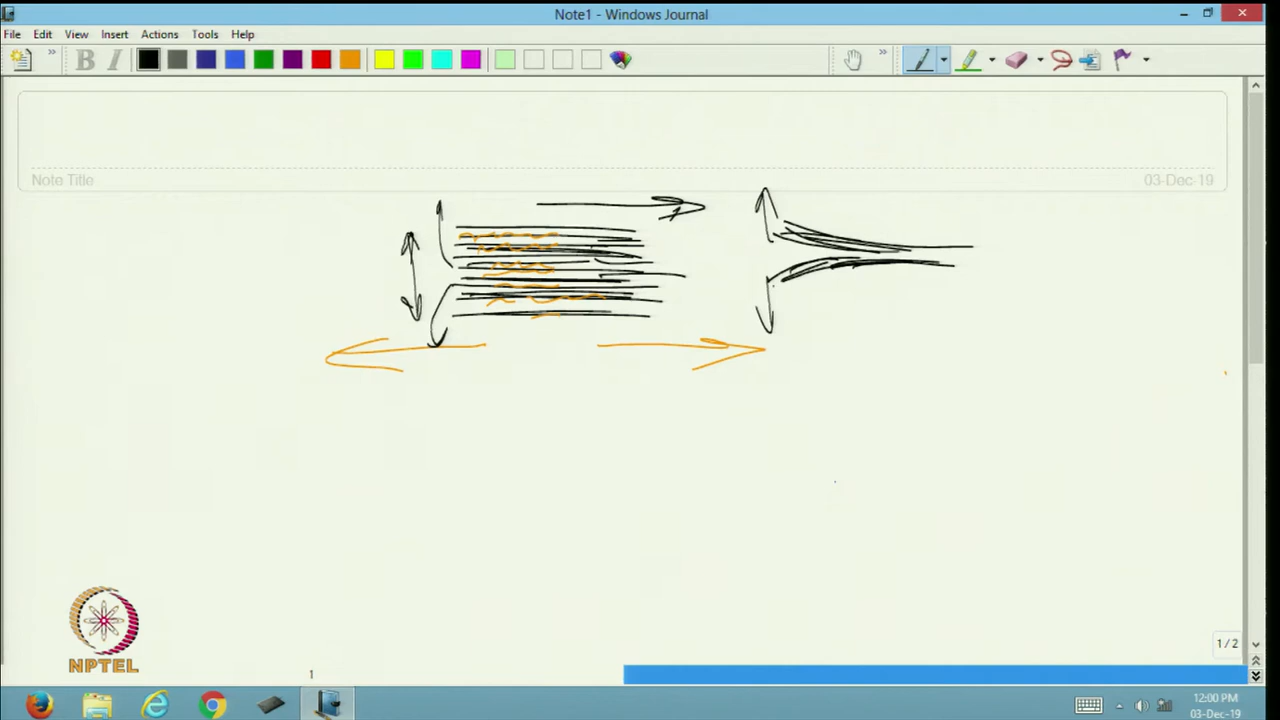 Note1 - Windows Journal
File Edit View Insert Actions Tools Help
B I
Note Title
03-Dec-19
NPTEL
1 / 2
1
12:00 PM
03-Dec-19